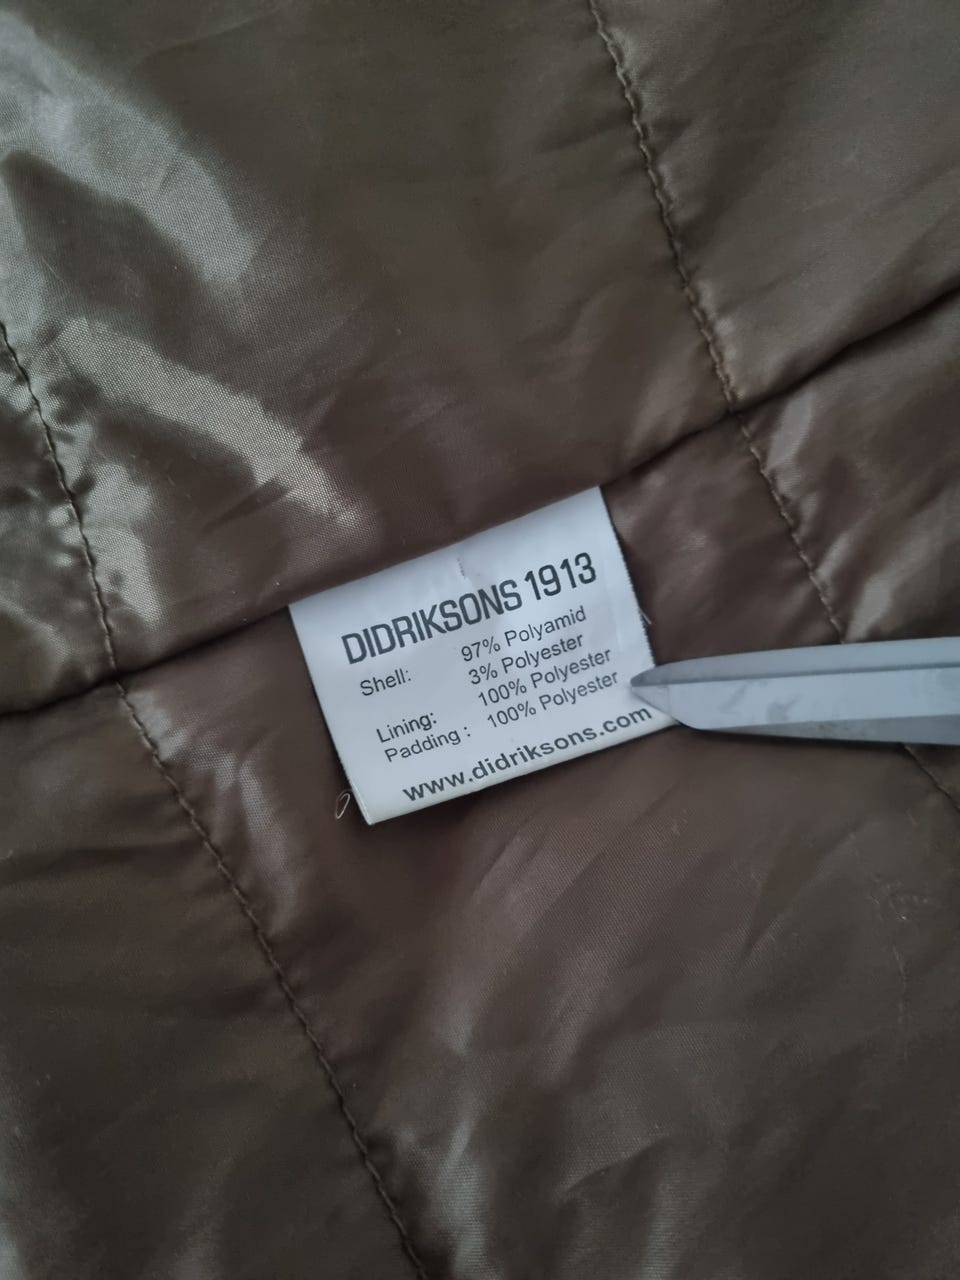 DIDRIKSONS 1913
Shell: 97% Polyamid
3% Polyester
Lining: 100% Polyester
Padding : 100% Polyester
www.didriksons.com